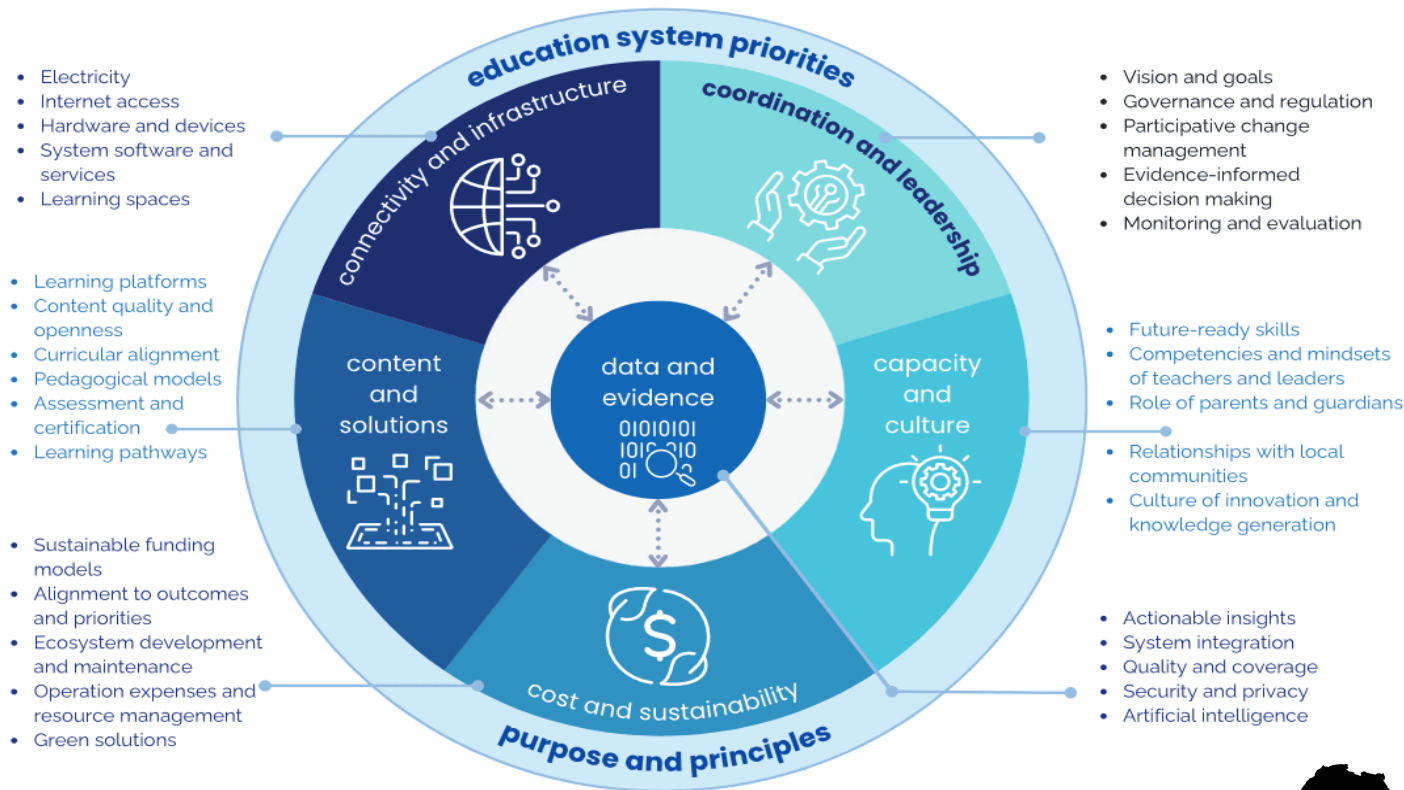 education system priorities
connectivity and infrastructure
coordination and leadership
• Electricity
• Internet access
• Hardware and devices
• System software and
services
• Learning spaces
• Vision and goals
• Governance and regulation
• Participative change
management
• Evidence-informed
decision making
• Monitoring and evaluation
• Learning platforms
• Content quality and
openness
• Curricular alignment
• Pedagogical models
• Assessment and
certification
• Learning pathways
content
and
solutions
data and
evidence
01010101
capacity
and
culture
• Future-ready skills
• Competencies and mindsets
of teachers and leaders
• Role of parents and guardians
• Relationships with local
communities
• Culture of innovation and
knowledge generation
• Sustainable funding
models
• Alignment to outcomes
and priorities
• Ecosystem development
and maintenance
• Operation expenses and
resource management
• Green solutions
$
cost and sustainability
purpose and principles
• Actionable insights
• System integration
• Quality and coverage
• Security and privacy
• Artificial intelligence